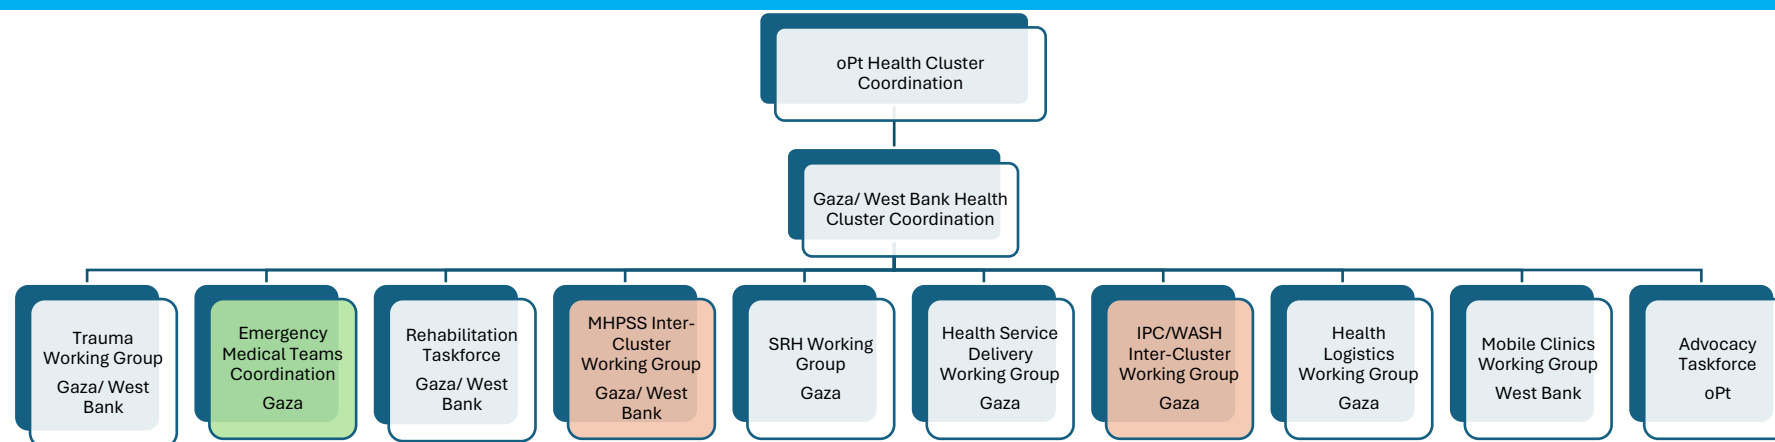 oPt Health Cluster
Coordination
Gaza/ West Bank Health
Cluster Coordination
Trauma
Working Group
Gaza/ West
Bank
Emergency
Medical Teams
Coordination
Gaza
Rehabilitation
Taskforce
Gaza/ West
Bank
MHPSS Inter-
Cluster
Working Group
Gaza/ West
Bank
SRH Working
Group
Gaza
Health Service
Delivery
Working Group
Gaza
IPC/WASH
Inter-Cluster
Working Group
Gaza
Health
Logistics
Working Group
Gaza
Mobile Clinics
Working Group
West Bank
Advocacy
Taskforce
oPt